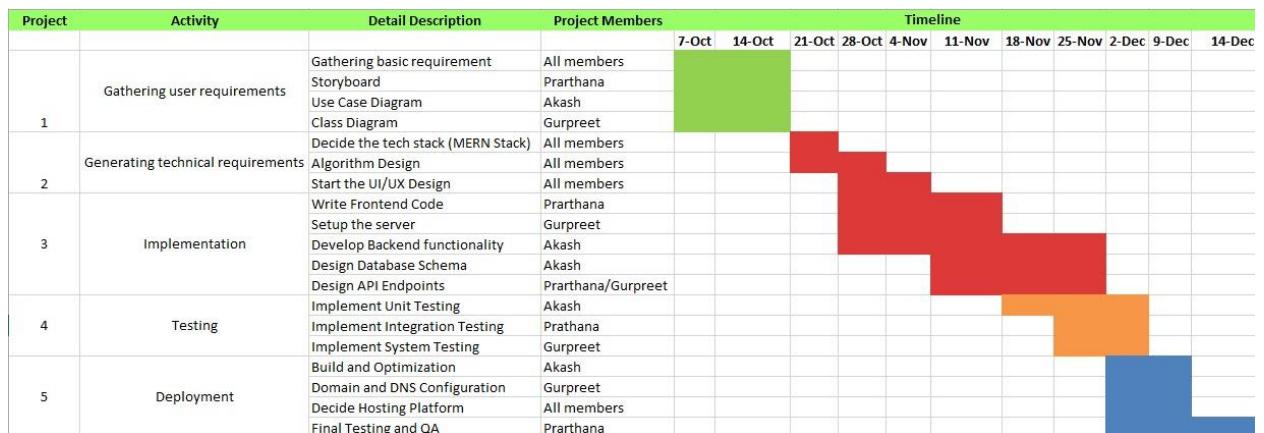 Project Activity Detail Description Project Members Timeline
7-Oct 14-Oct 21-Oct 28-Oct 4-Nov 11-Nov 18-Nov 25-Nov 2-Dec 9-Dec 14-Dec
Gathering basic requirement All members
Storyboard Prarthana
Gathering user requirements
Use Case Diagram Akash
1 Class Diagram Gurpreet
Decide the tech stack (MERN Stack) All members
Generating technical requirements Algorithm Design All members
2 Start the UI/UX Design All members
Write Frontend Code Prarthana
Setup the server Gurpreet
3 Implementation Develop Backend functionality Akash
Design Database Schema Akash
Design API Endpoints Prarthana/Gurpreet
Implement Unit Testing Akash
4 Testing Implement Integration Testing Prathana
Implement System Testing Gurpreet
Build and Optimization Akash
Domain and DNS Configuration Gurpreet
5 Deployment
Decide Hosting Platform All members
Final Testing and QA Prarthana